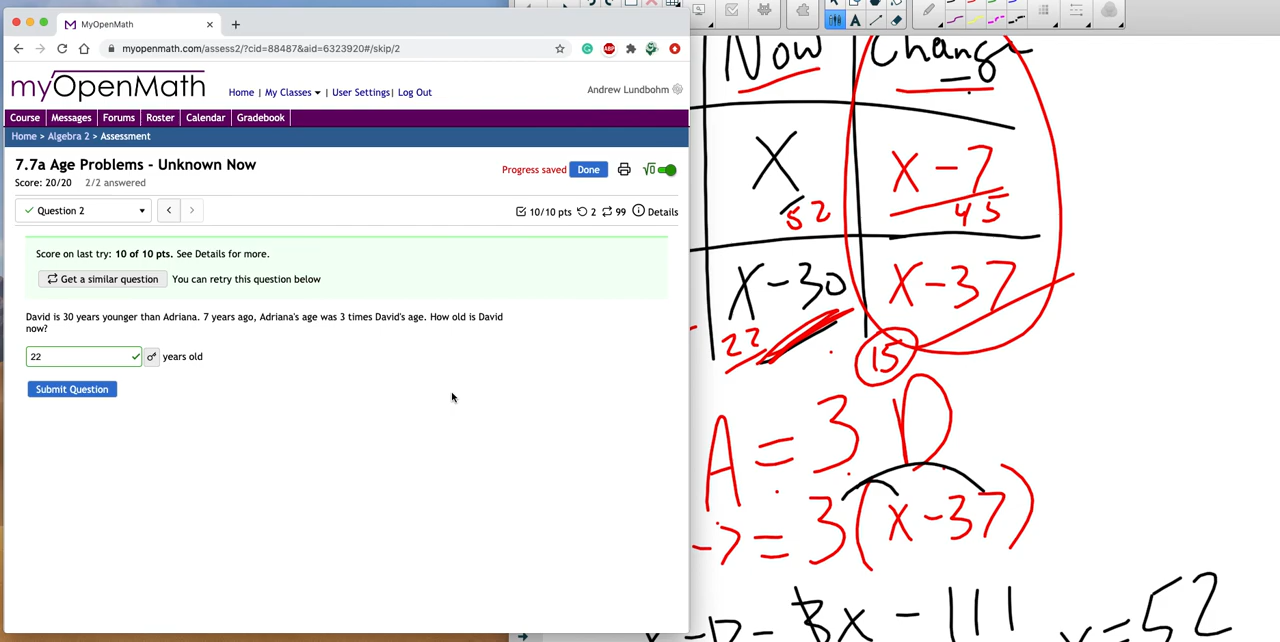 MyOpenMath
myopenmath.com/assess2/?cid=88487&aid=6323920#/skip/2
ABP
myOpenMath
Home | My Classes | User Settings | Log Out
Andrew Lundbohm
Course Messages Forums Roster Calendar Gradebook
Home > Algebra 2 > Assessment
7.7a Age Problems - Unknown Now
Progress saved Done
Score: 20/20 2/2 answered
Question 2
10/10 pts 2 99 Details
Score on last try: 10 of 10 pts. See Details for more.
Get a similar question You can retry this question below
David is 30 years younger than Adriana. 7 years ago, Adriana's age was 3 times David's age. How old is David
now?
22 years old
Submit Question
Now Change
X x - 7
52 45
X - 30 x - 37
22 15
A = 3 D
- 7 = 3 (x - 37)
3x - 111
x = 52